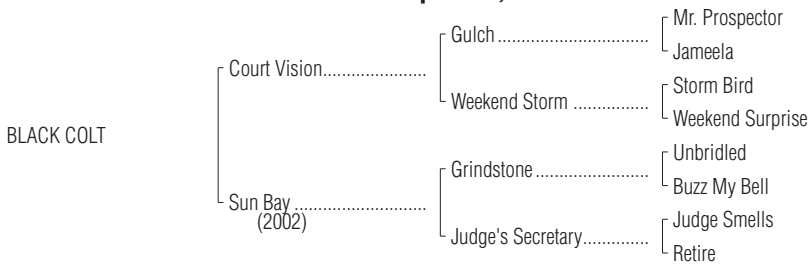 Mr. Prospector
Gulch..............................
Jameela
Court Vision......................
Storm Bird
Weekend Storm ...............
Weekend Surprise
BLACK COLT
Unbridled
Grindstone......................
Buzz My Bell
Sun Bay ............................
(2002)
Judge Smells
Judge's Secretary.............
Retire